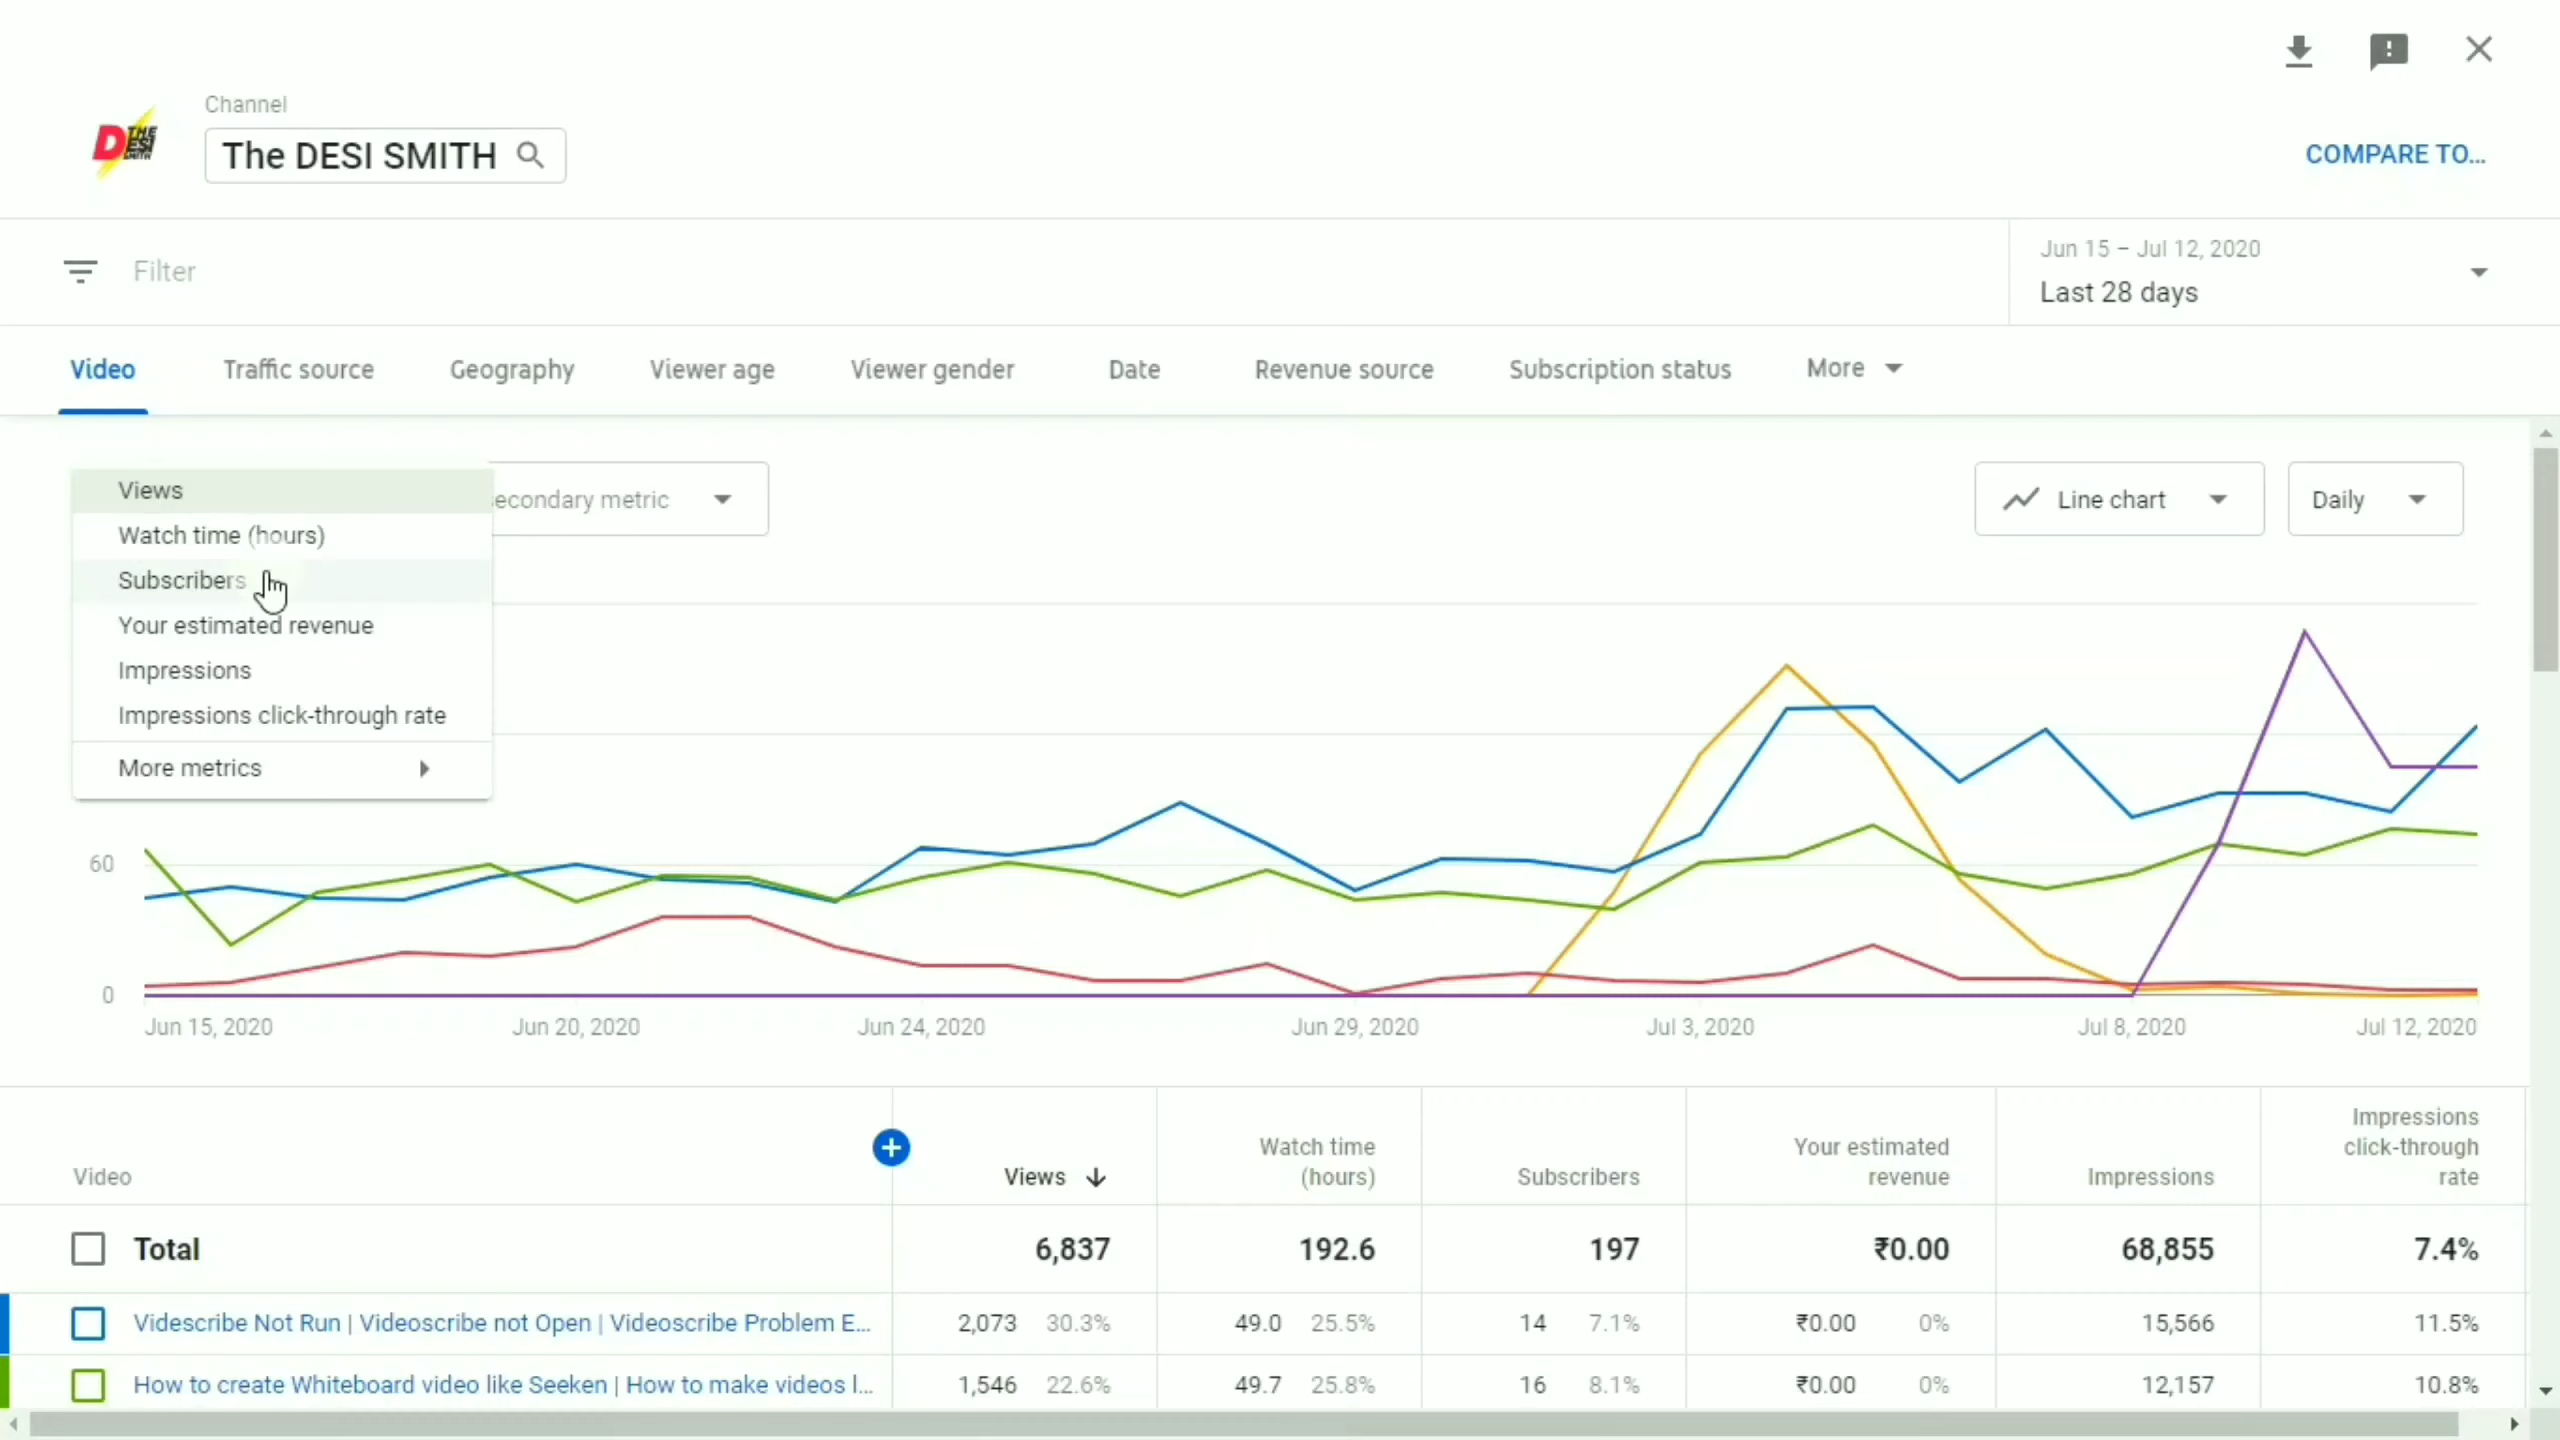 Channel
D THE ESI SMITH
The DESI SMITH
COMPARE TO...
Filter
Jun 15 – Jul 12, 2020
Last 28 days
Video
Traffic source
Geography
Viewer age
Viewer gender
Date
Revenue source
Subscription status
More
Views
Watch time (hours)
Subscribers
Your estimated revenue
Impressions
Impressions click-through rate
More metrics
secondary metric
Line chart
Daily
60
0
Jun 15, 2020
Jun 20, 2020
Jun 24, 2020
Jun 29, 2020
Jul 3, 2020
Jul 8, 2020
Jul 12, 2020
Video
Views
Watch time
(hours)
Subscribers
Your estimated
revenue
Impressions
Impressions
click-through
rate
Total 6,837 192.6 197 ₹0.00 68,855 7.4%
Videscribe Not Run | Videoscribe not Open | Videoscribe Problem E... 2,073 30.3% 49.0 25.5% 14 7.1% ₹0.00 0% 15,566 11.5%
How to create Whiteboard video like Seeken | How to make videos l... 1,546 22.6% 49.7 25.8% 16 8.1% ₹0.00 0% 12,157 10.8%